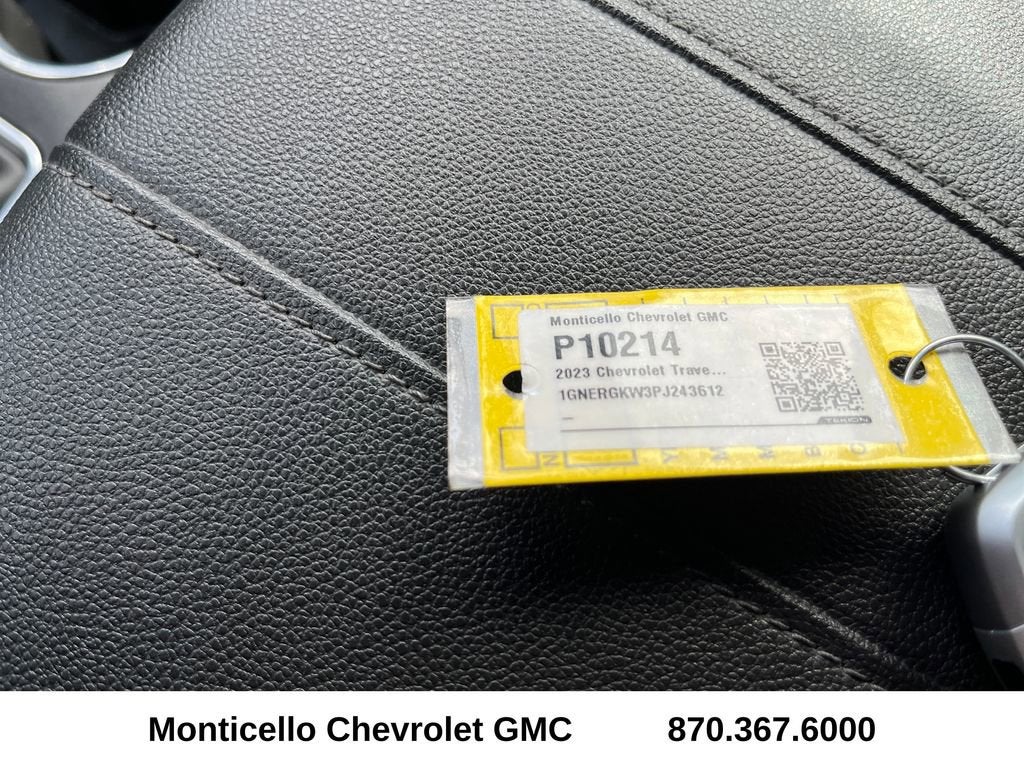 Monticello Chevrolet GMC
P10214
2023 Chevrolet Trave...
1GNERGKW3PJ243612
–
TEKION
N Y M M B C
Monticello Chevrolet GMC 870.367.6000